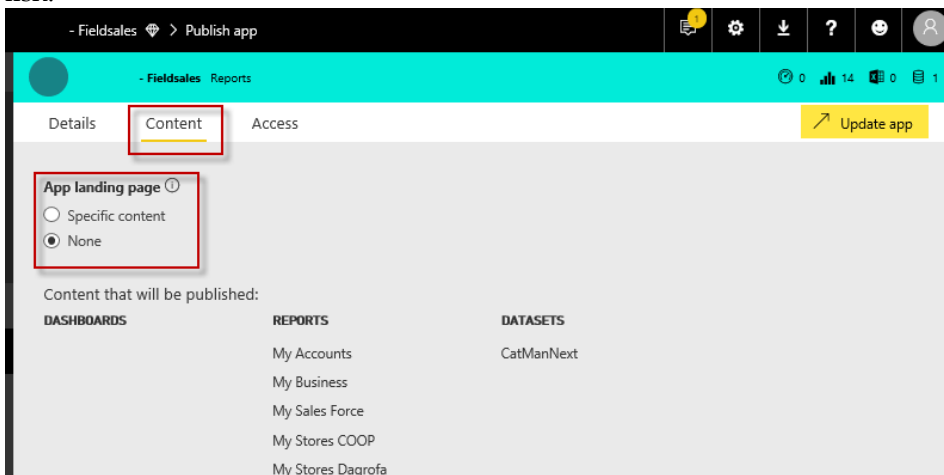 - Fieldsales > Publish app
1
?
- Fieldsales Reports
0 14 0 1
Details Content Access
Update app
App landing page
Specific content
None
Content that will be published:
DASHBOARDS REPORTS DATASETS
My Accounts CatManNext
My Business
My Sales Force
My Stores COOP
My Stores Dagrofa